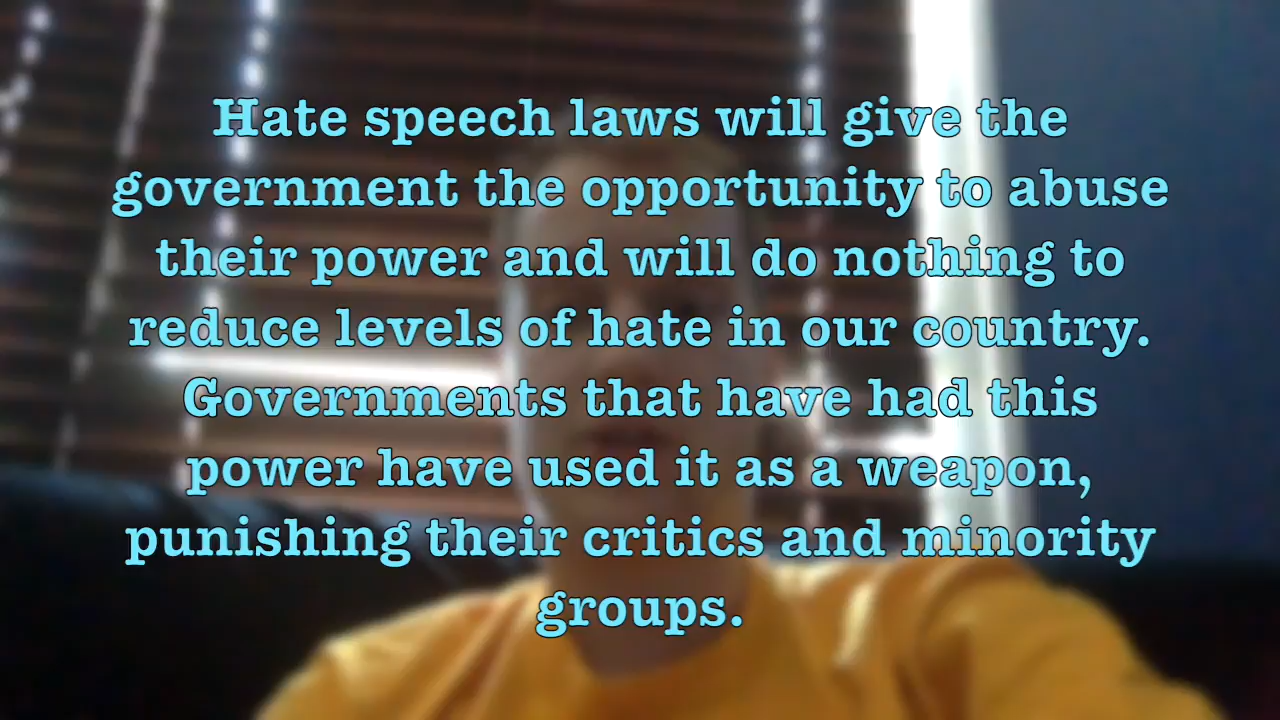 Hate speech laws will give the
government the opportunity to abuse
their power and will do nothing to
reduce levels of hate in our country.
Governments that have had this
power have used it as a weapon,
punishing their critics and minority
groups.